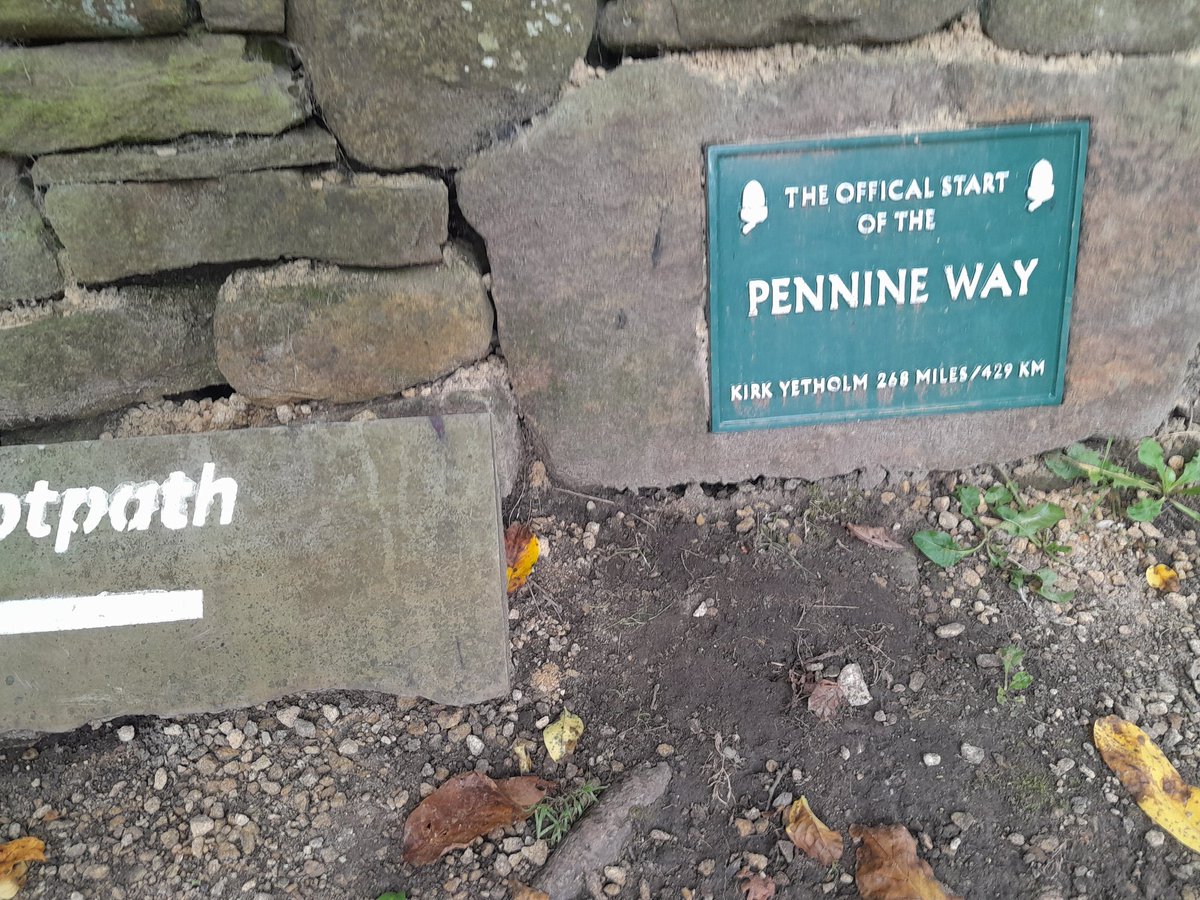 THE OFFICAL START
OF THE
PENNINE WAY
KIRK YETHOLM 268 MILES/429 KM
otpath